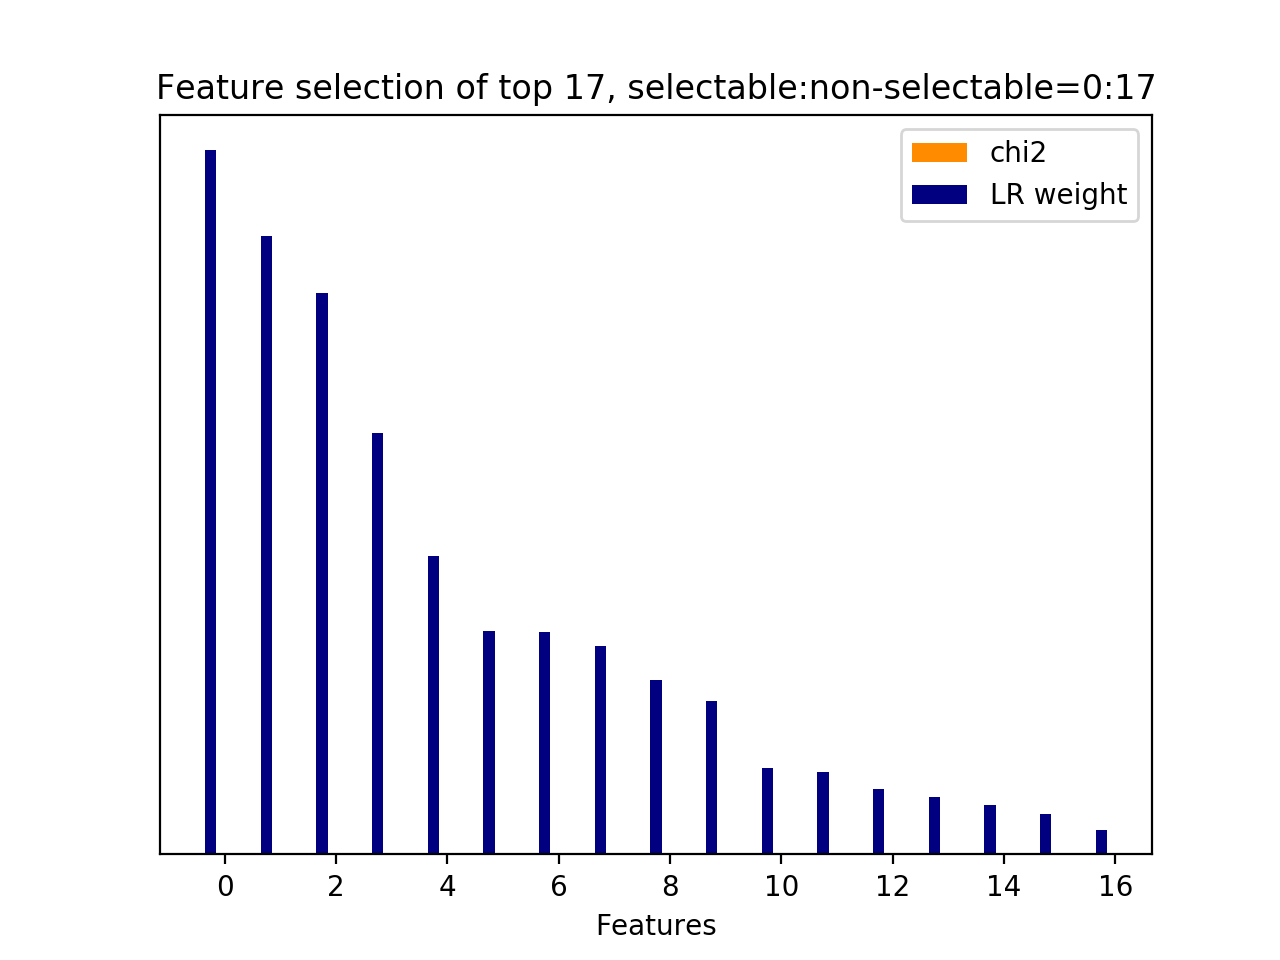 Feature selection of top 17, selectable:non-selectable=0:17
chi2
LR weight
0 2 4 6 8 10 12 14 16
Features